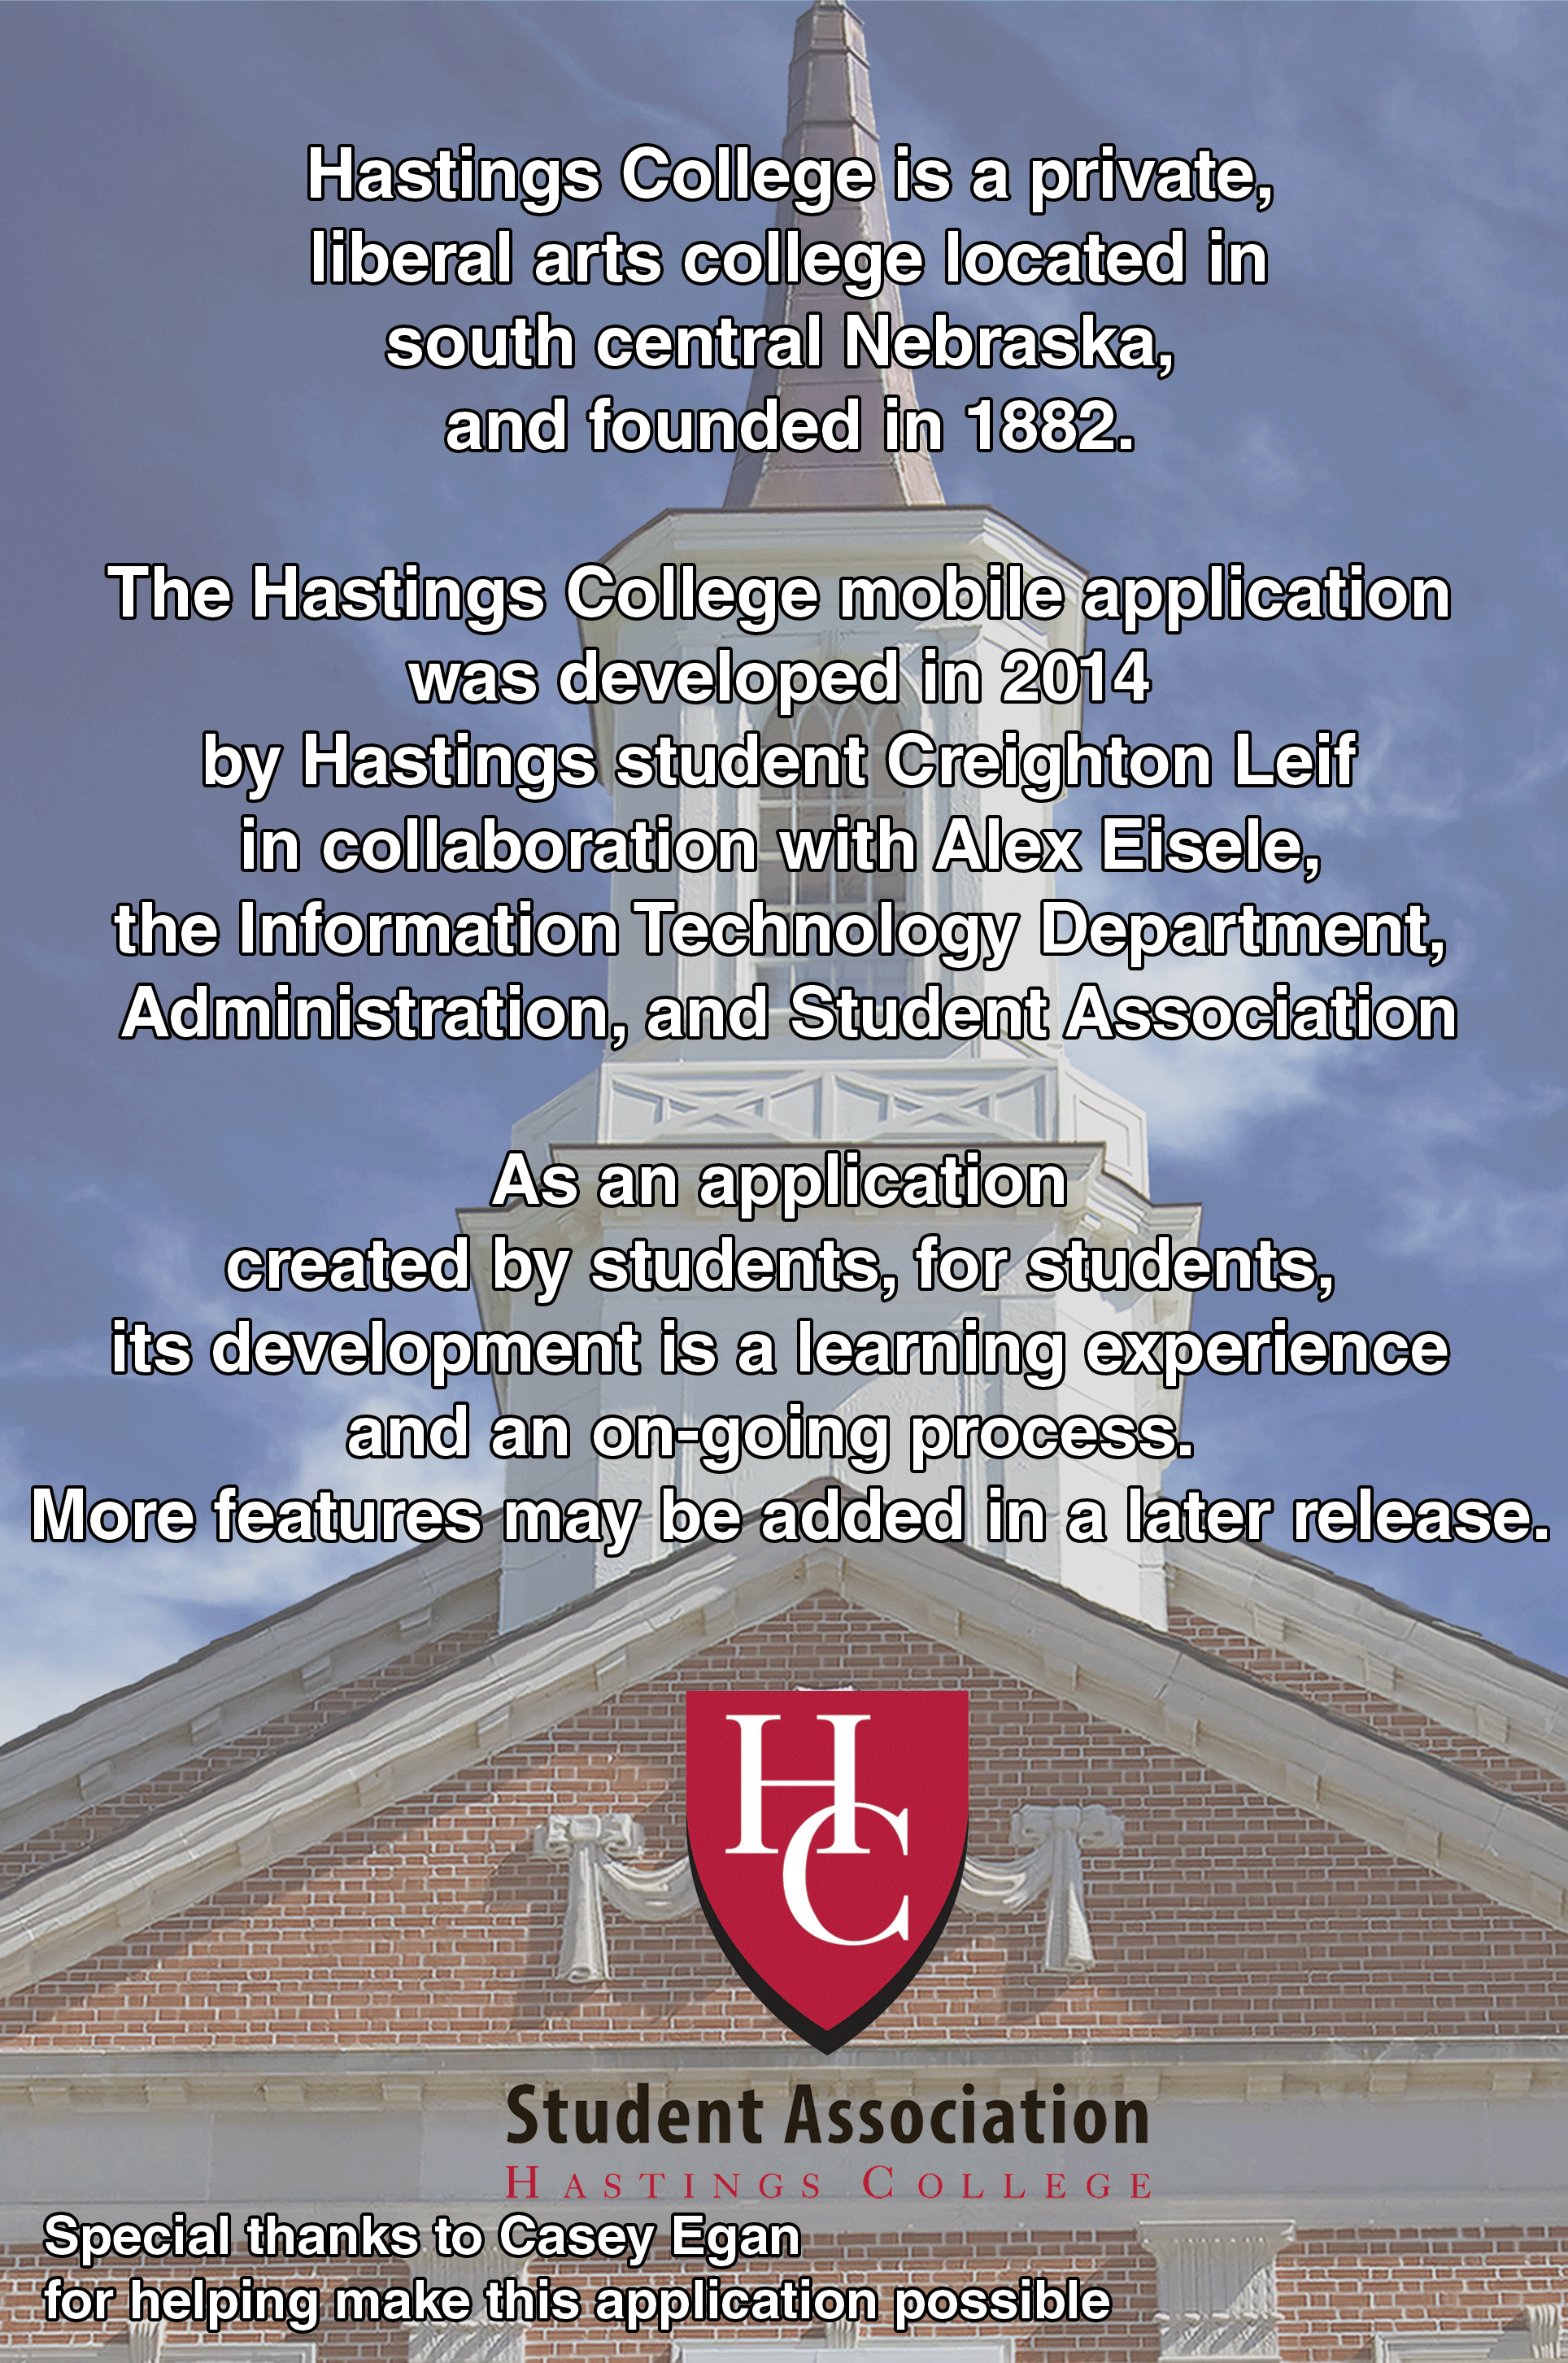 Hastings College is a private,
liberal arts college located in
south central Nebraska,
and founded in 1882.
The Hastings College mobile application
was developed in 2014
by Hastings student Creighton Leif
in collaboration with Alex Eisele,
the Information Technology Department,
Administration, and Student Association
As an application
created by students, for students,
its development is a learning experience
and an on-going process.
More features may be added in a later release.
HC
Student Association
HASTINGS COLLEGE
Special thanks to Casey Egan
for helping make this application possible